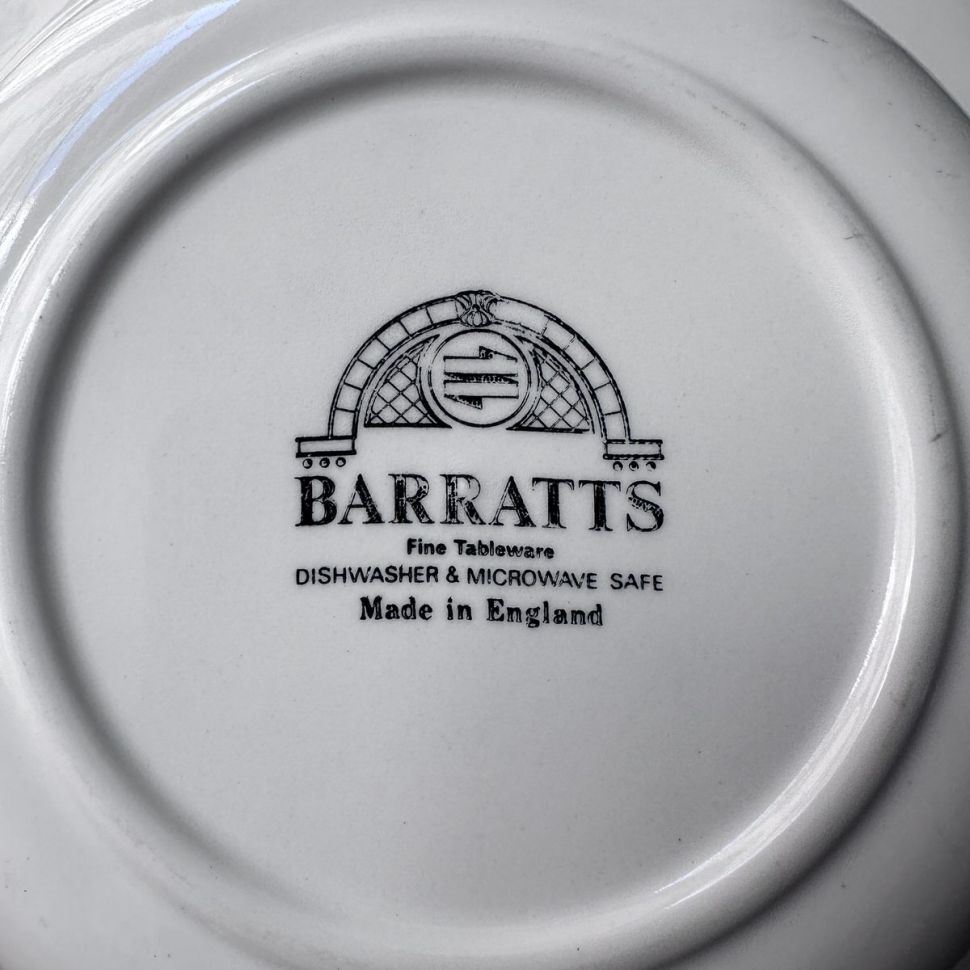 BARRATTS
Fine Tableware
DISHWASHER & MICROWAVE SAFE
Made in England